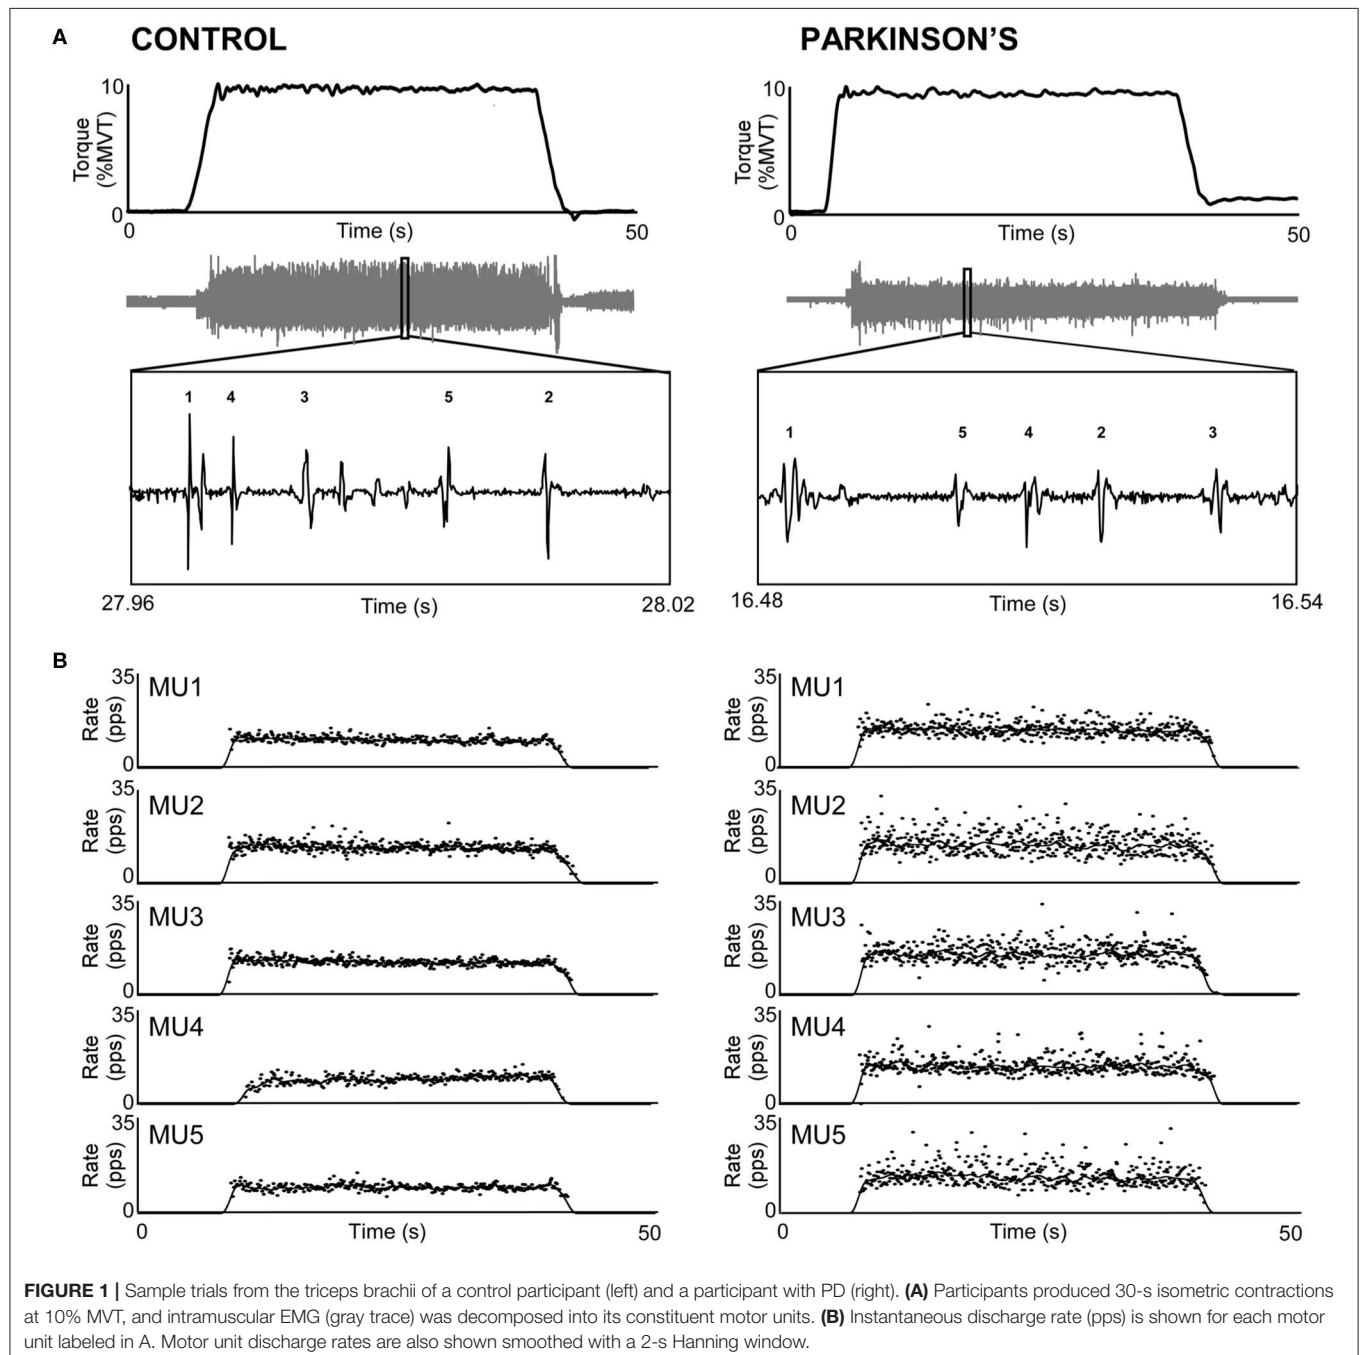 A
CONTROL
PARKINSON'S
10
Torque
(%MVT)
0
0
Time (s)
50
10
Torque
(%MVT)
0
0
Time (s)
50
1
4
3
5
2
27.96
Time (s)
28.02
1
5
4
2
3
16.48
Time (s)
16.54
B
35
Rate
(pps)
0
MU1
35
Rate
(pps)
0
MU1
35
Rate
(pps)
0
MU2
35
Rate
(pps)
0
MU2
35
Rate
(pps)
0
MU3
35
Rate
(pps)
0
MU3
35
Rate
(pps)
0
MU4
35
Rate
(pps)
0
MU4
35
Rate
(pps)
0
MU5
35
Rate
(pps)
0
MU5
0
Time (s)
50
0
Time (s)
50
FIGURE 1 | Sample trials from the triceps brachii of a control participant (left) and a participant with PD (right). (A) Participants produced 30-s isometric contractions
at 10% MVT, and intramuscular EMG (gray trace) was decomposed into its constituent motor units. (B) Instantaneous discharge rate (pps) is shown for each motor
unit labeled in A. Motor unit discharge rates are also shown smoothed with a 2-s Hanning window.